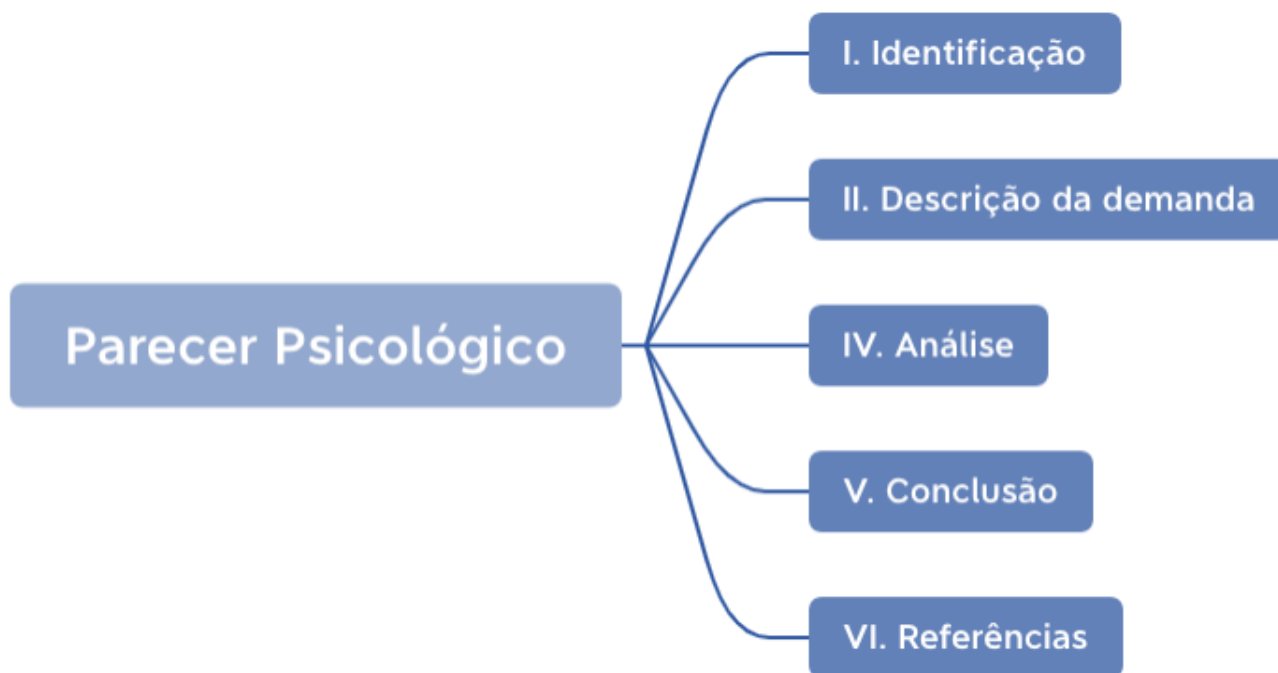 I. Identificação
II. Descrição da demanda
Parecer Psicológico
IV. Análise
V. Conclusão
VI. Referências